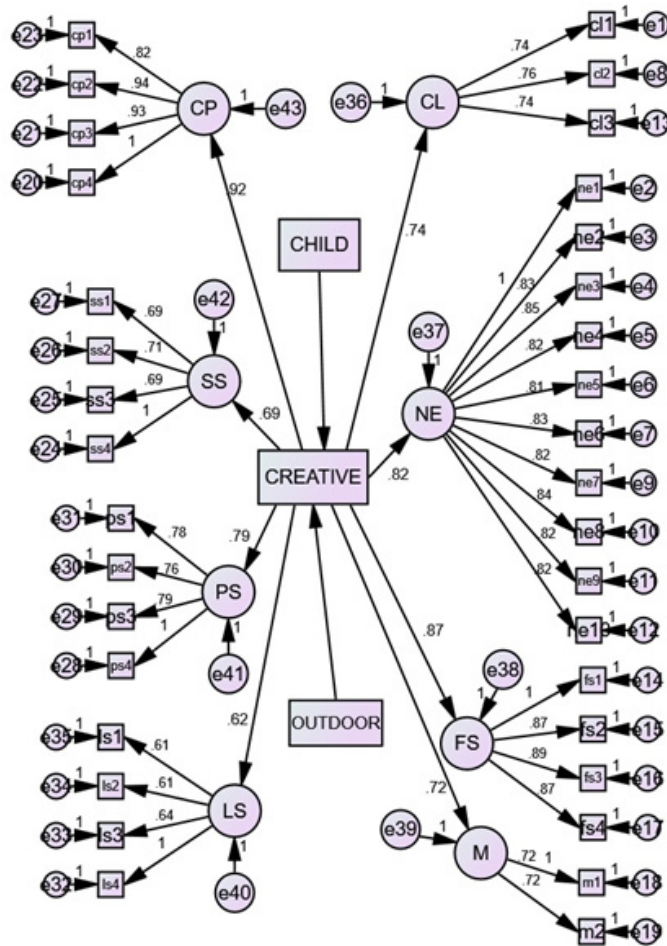 e23 1 cp1
e22 1 cp2
e21 1 cp3
e20 1 cp4
.82
.94
.93
1
CP 1 e43
.92
e36 1 CL
.74
.76
.74
cl1 1 e1
cl2 1 e8
cl3 1 e13
.74
CHILD
e27 1 ss1
e26 1 ss2
e25 1 ss3
e24 1 ss4
.69
.71
.69
1
e42
1
SS
.69
e37
1
NE
.82
1
.83
.85
.82
.81
.83
.82
.84
.82
.82
ne1 1 e2
ne2 1 e3
ne3 1 e4
ne4 1 e5
ne5 1 e6
ne6 1 e7
ne7 1 e9
ne8 1 e10
ne9 1 e11
1 e12
CREATIVE
e31 1 ps1
e30 1 ps2
e29 1 ps3
e28 1 ps4
.78
.76
.79
1
.79
PS
1
e41
OUTDOOR
.87
e38
1
FS
1
.87
.89
.87
fs1 1 e14
fs2 1 e15
fs3 1 e16
fs4 1 e17
.62
e35 1 ls1
e34 1 ls2
e33 1 ls3
e32 1 ls4
.61
.61
.64
1
LS
1
e40
.72
e39 1 M
.72 1
.72
m1 1 e18
m2 1 e19